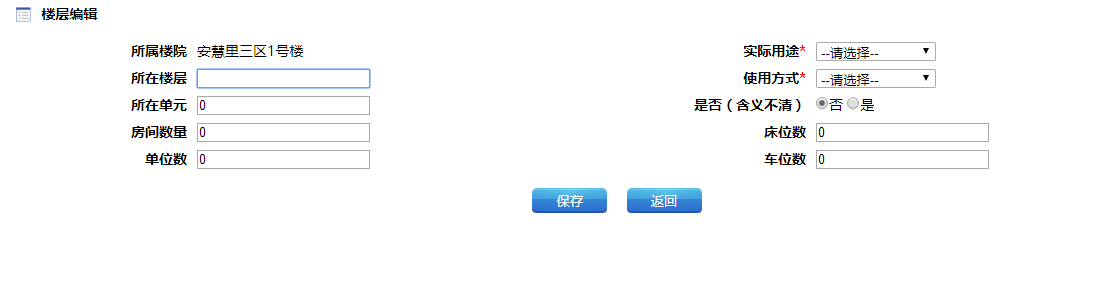 楼层编辑
所属楼院 安慧里三区1号楼 实际用途* --请选择--
所在楼层 使用方式* --请选择--
所在单元 0 是否（含义不清） 否 是
房间数量 0 床位数 0
单位数 0 车位数 0
保存 返回